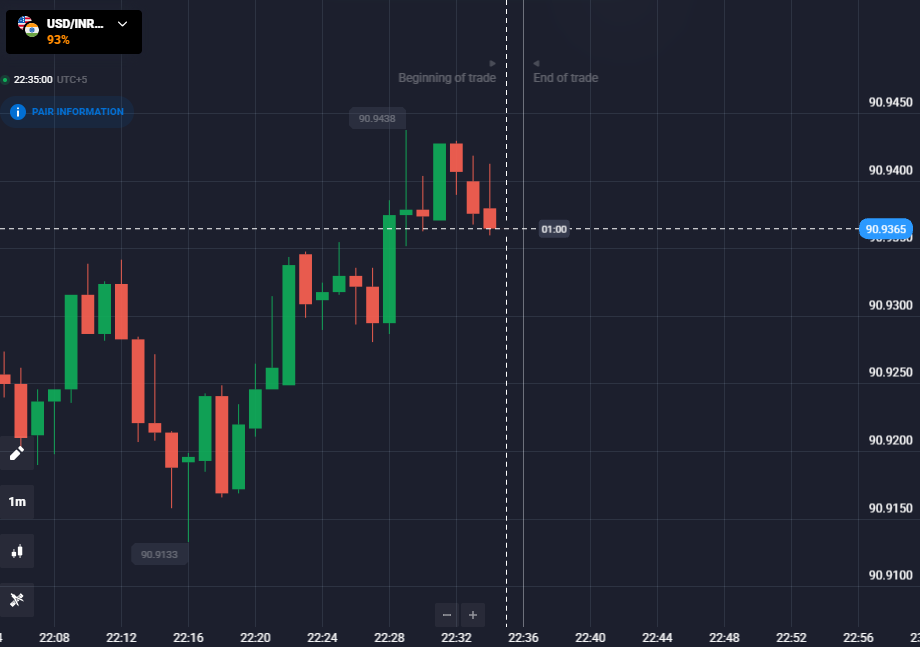 USD/INR...
93%
22:35:00 UTC+5
PAIR INFORMATION
Beginning of trade
End of trade
90.9438
90.9133
01:00
90.9450
90.9400
90.9365
90.9300
90.9250
90.9200
90.9150
90.9100
1m
22:08 22:12 22:16 22:20 22:24 22:28 22:32 22:36 22:40 22:44 22:48 22:52 22:56